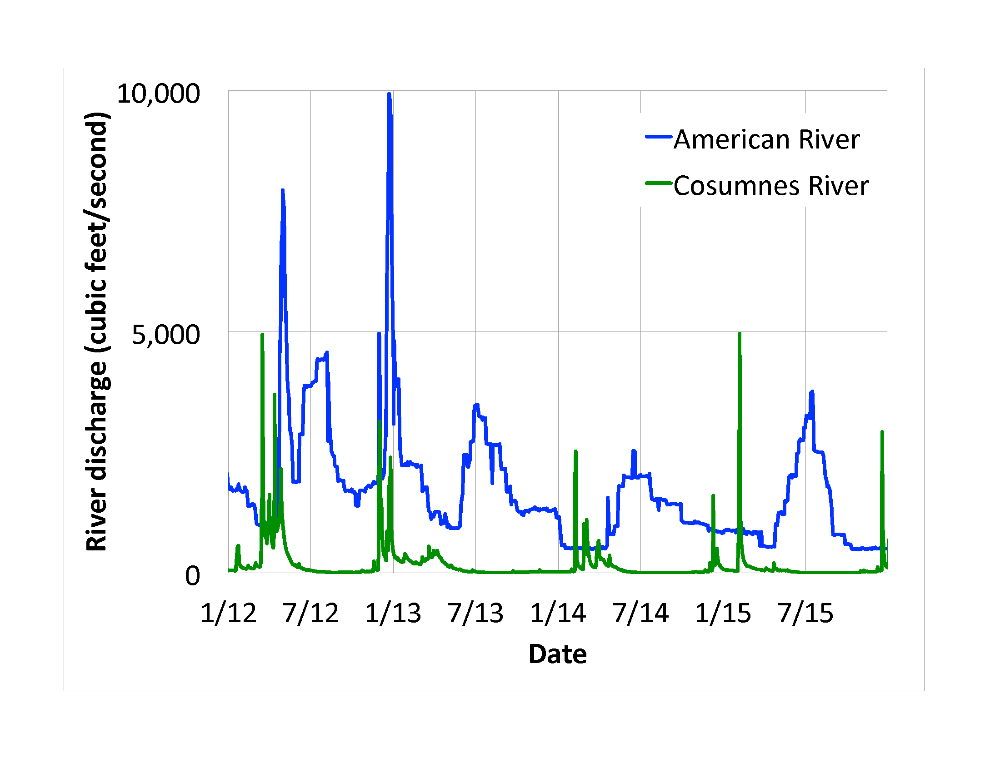 10,000
5,000
0
River discharge (cubic feet/second)
American River
Cosumnes River
1/12 7/12 1/13 7/13 1/14 7/14 1/15 7/15
Date